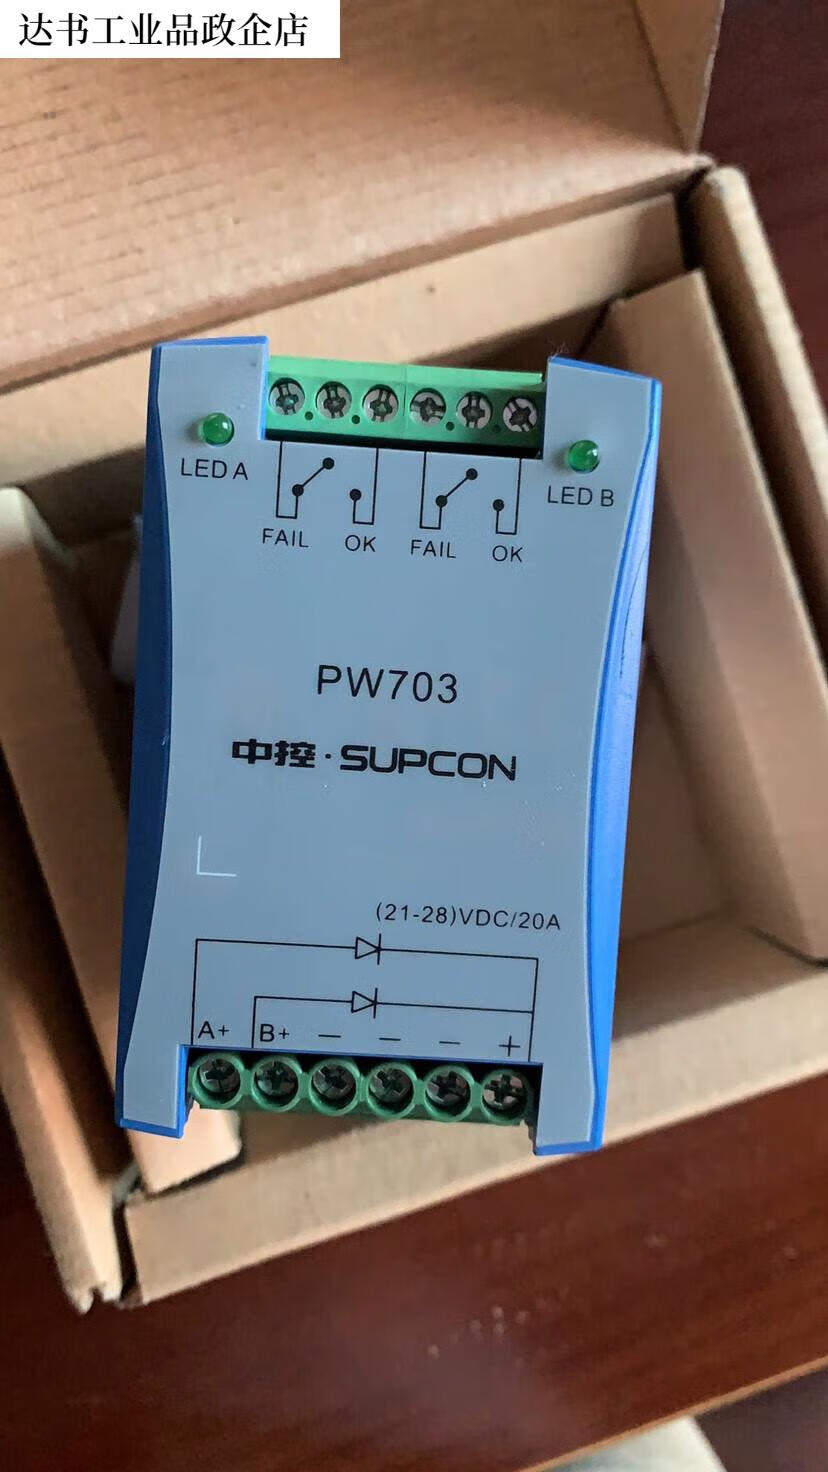 达书工业品政企店
LED A
FAIL OK FAIL OK
LED B
PW703
中控·SUPCON
(21-28)VDC/20A
A+ B+ — — — +